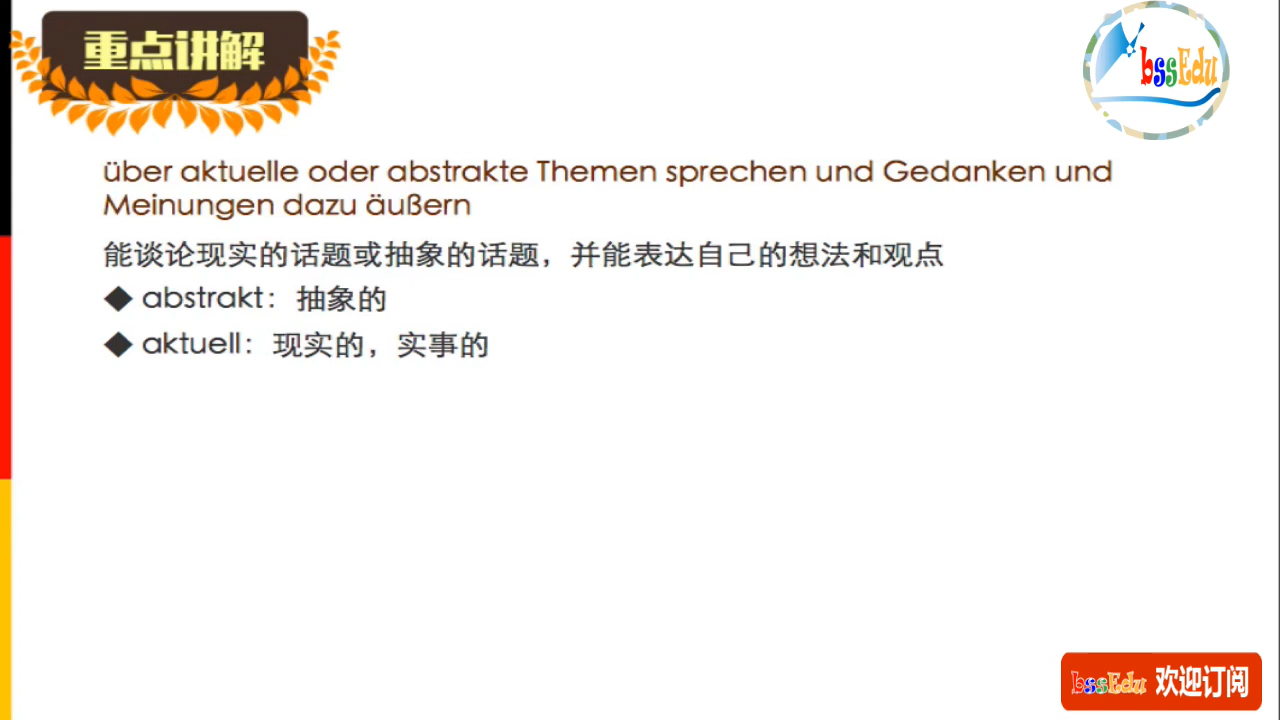 重点讲解
bssEdu
über aktuelle oder abstrakte Themen sprechen und Gedanken und
Meinungen dazu äußern
能谈论现实的话题或抽象的话题，并能表达自己的想法和观点
◆ abstrakt：抽象的
◆ aktuell：现实的，实事的
bssEdu 欢迎订阅